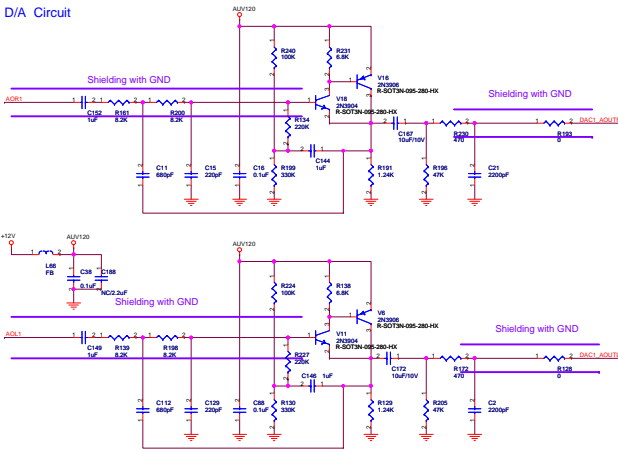 D/A Circuit
AUV120
R240
100K
R231
6.8K
V16
2N3906
R-SOT3N-095-280-HX
Shielding with GND
Shielding with GND
AOR1
C152
1uF
R161
8.2K
R200
8.2K
V18
2N3904
R-SOT3N-095-280-HX
R134
220K
C167
10uF/10V
R230
470
R193
0
DAC1_AOUTR
C144
1uF
C11
680pF
C15
220pF
C16
0.1uF
R199
330K
R191
1.24K
R196
47K
C21
2200pF
+12V
AUV120
L66
FB
C38
0.1uF
C188
NC/2.2uF
AUV120
R224
100K
R138
6.8K
V6
2N3906
R-SOT3N-095-280-HX
Shielding with GND
Shielding with GND
AOL1
C149
1uF
R139
8.2K
R198
8.2K
V11
2N3904
R-SOT3N-095-280-HX
R227
220K
C172
10uF/10V
R172
470
R128
0
C146 1uF
C112
680pF
C129
220pF
C88
0.1uF
R130
330K
R129
1.24K
R205
47K
C2
2200pF